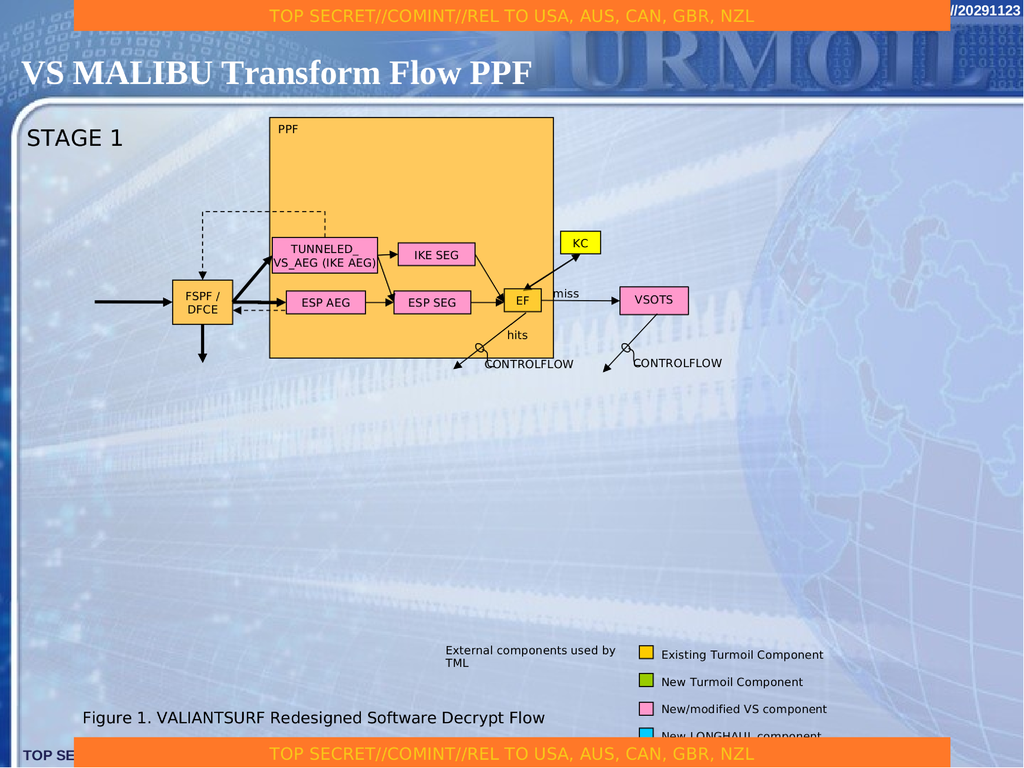 TOP SECRET//COMINT//REL TO USA, AUS, CAN, GBR, NZL
//20291123
TURMOIL
VS MALIBU Transform Flow PPF
STAGE 1
PPF
TUNNELED_
VS_AEG (IKE AEG)
IKE SEG
KC
FSPF /
DFCE
ESP AEG
ESP SEG
EF
miss
VSOTS
hits
CONTROLFLOW
CONTROLFLOW
External components used by
TML
Existing Turmoil Component
New Turmoil Component
New/modified VS component
New LONGHAUL component
Figure 1. VALIANTSURF Redesigned Software Decrypt Flow
TOP SE
TOP SECRET//COMINT//REL TO USA, AUS, CAN, GBR, NZL